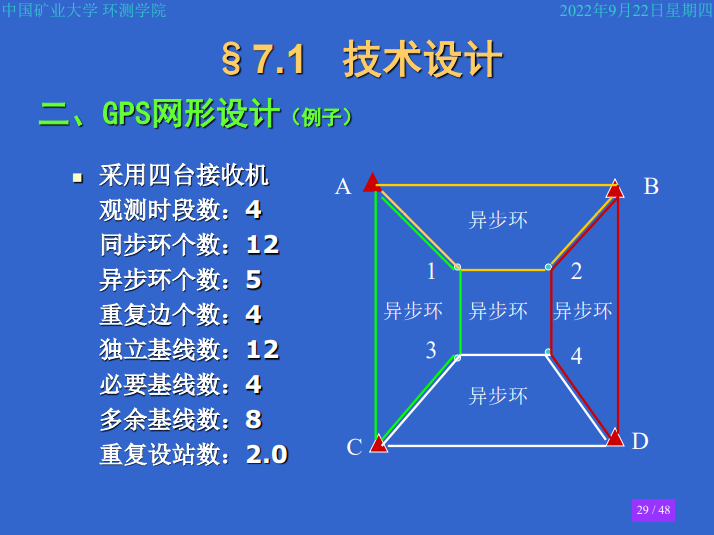 中国矿业大学 环测学院
2022年9月22日星期四
§7.1 技术设计
二、GPS网形设计（例子）
采用四台接收机
观测时段数：4
同步环个数：12
异步环个数：5
重复边个数：4
独立基线数：12
必要基线数：4
多余基线数：8
重复设站数：2.0
A
B
异步环
1
2
异步环
异步环
异步环
3
4
异步环
C
D
29 / 48